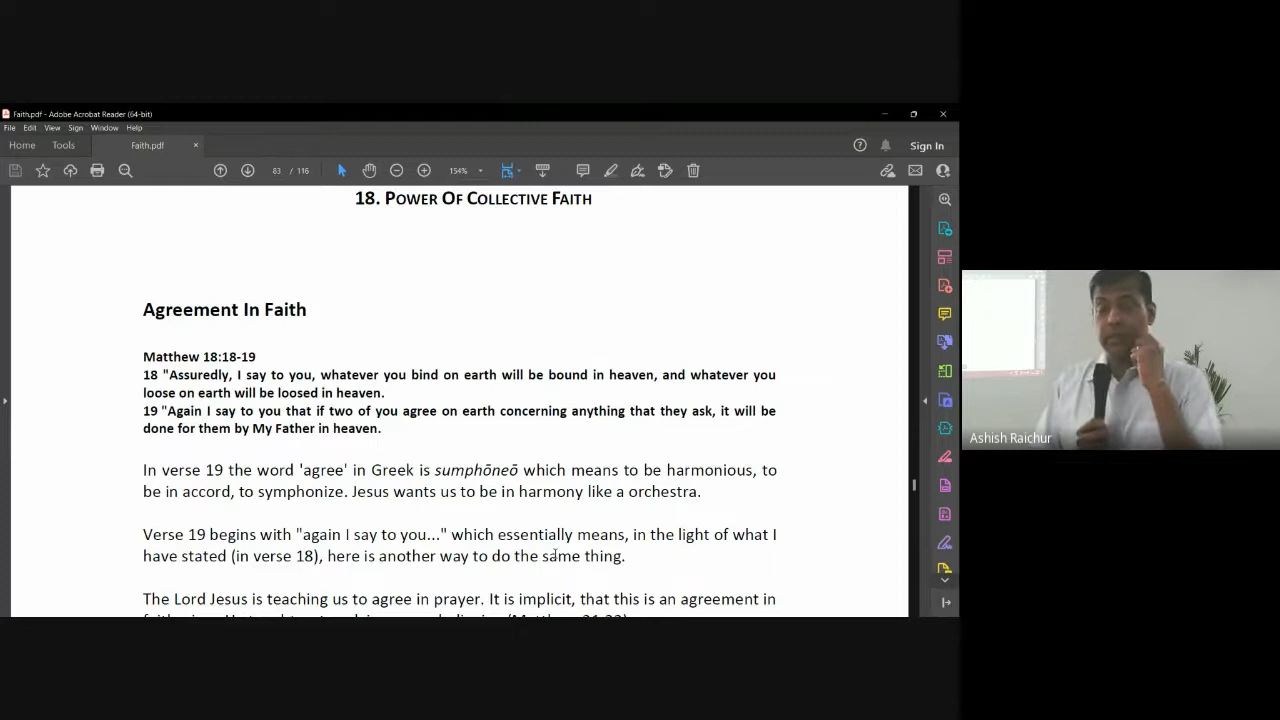 Faith.pdf - Adobe Acrobat Reader (64-bit)
File Edit View Sign Window Help
Home Tools Faith.pdf × Sign In
83 / 116 154%
18. POWER OF COLLECTIVE FAITH
Agreement In Faith
Matthew 18:18-19
18 "Assuredly, I say to you, whatever you bind on earth will be bound in heaven, and whatever you
loose on earth will be loosed in heaven.
19 "Again I say to you that if two of you agree on earth concerning anything that they ask, it will be
done for them by My Father in heaven.
In verse 19 the word 'agree' in Greek is sumphōneō which means to be harmonious, to
be in accord, to symphonize. Jesus wants us to be in harmony like a orchestra.
Verse 19 begins with "again I say to you..." which essentially means, in the light of what I
have stated (in verse 18), here is another way to do the same thing.
The Lord Jesus is teaching us to agree in prayer. It is implicit, that this is an agreement in
Ashish Raichur